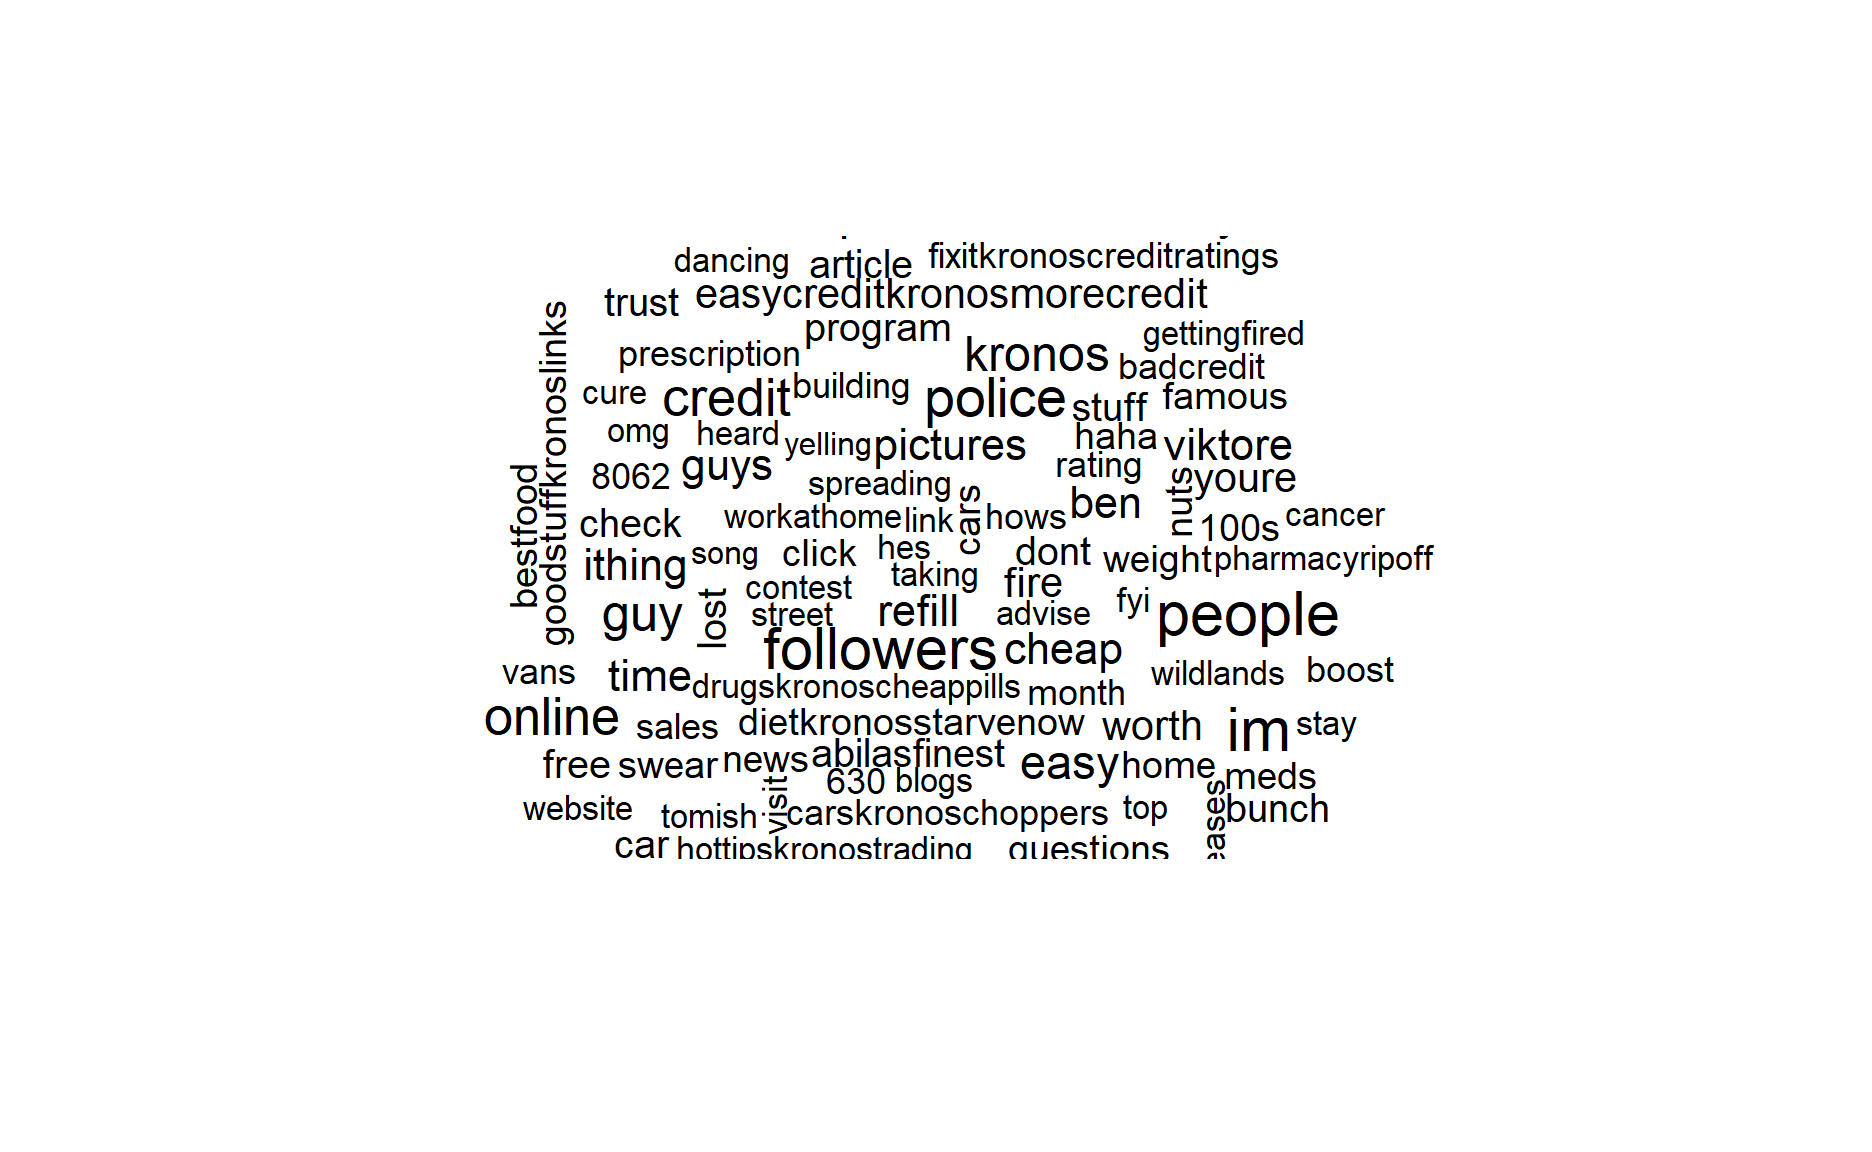 dancing article fixitkronoscreditratings
trust easycreditkronosmorecredit
program gettingfired
prescription kronos badcredit
cure credit building police stuff famous
omg heard yelling pictures haha viktore
8062 guys rating youre
spreading ben nuts
check workathome link cars hows 100s cancer
ithing song click hes dont weight pharmacyripoff
contest taking fire
guy lost street refill advise fyi people
followers cheap
vans time drugskronoscheappills month wildlands boost
online sales dietkronosstarvenow worth im stay
free swear news abilasfinest easy home meds
630 blogs
website tomish visit carskronoschoppers top bunch
car hottipskronostrading questions
bestfood
goodstuffkronoslinks